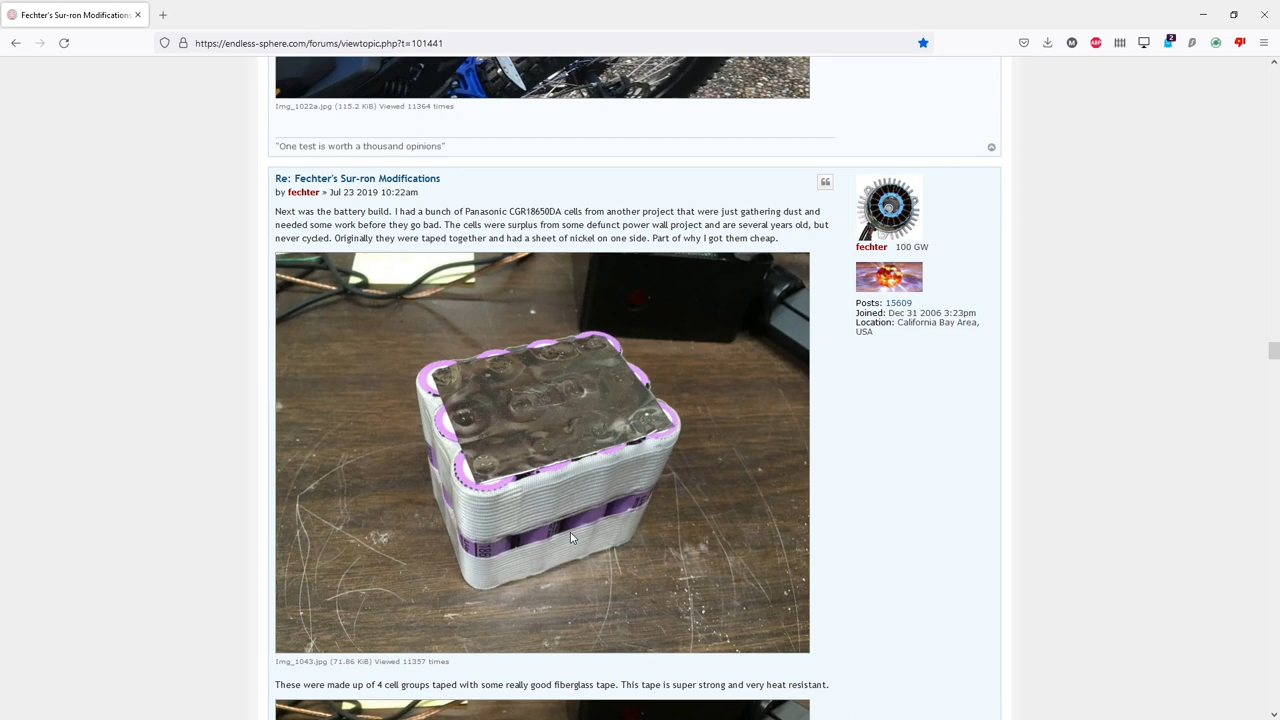 Fechter's Sur-ron Modifications
https://endless-sphere.com/forums/viewtopic.php?t=101441
2
Img_1022a.jpg (115.2 KiB) Viewed 11364 times
"One test is worth a thousand opinions"
Re: Fechter's Sur-ron Modifications
by fechter » Jul 23 2019 10:22am
Next was the battery build. I had a bunch of Panasonic CGR18650DA cells from another project that were just gathering dust and
needed some work before they go bad. The cells were surplus from some defunct power wall project and are several years old, but
never cycled. Originally they were taped together and had a sheet of nickel on one side. Part of why I got them cheap.
fechter 100 GW
Posts: 15609
Joined: Dec 31 2006 3:23pm
Location: California Bay Area,
USA
Img_1043.jpg (71.86 KiB) Viewed 11357 times
These were made up of 4 cell groups taped with some really good fiberglass tape. This tape is super strong and very heat resistant.